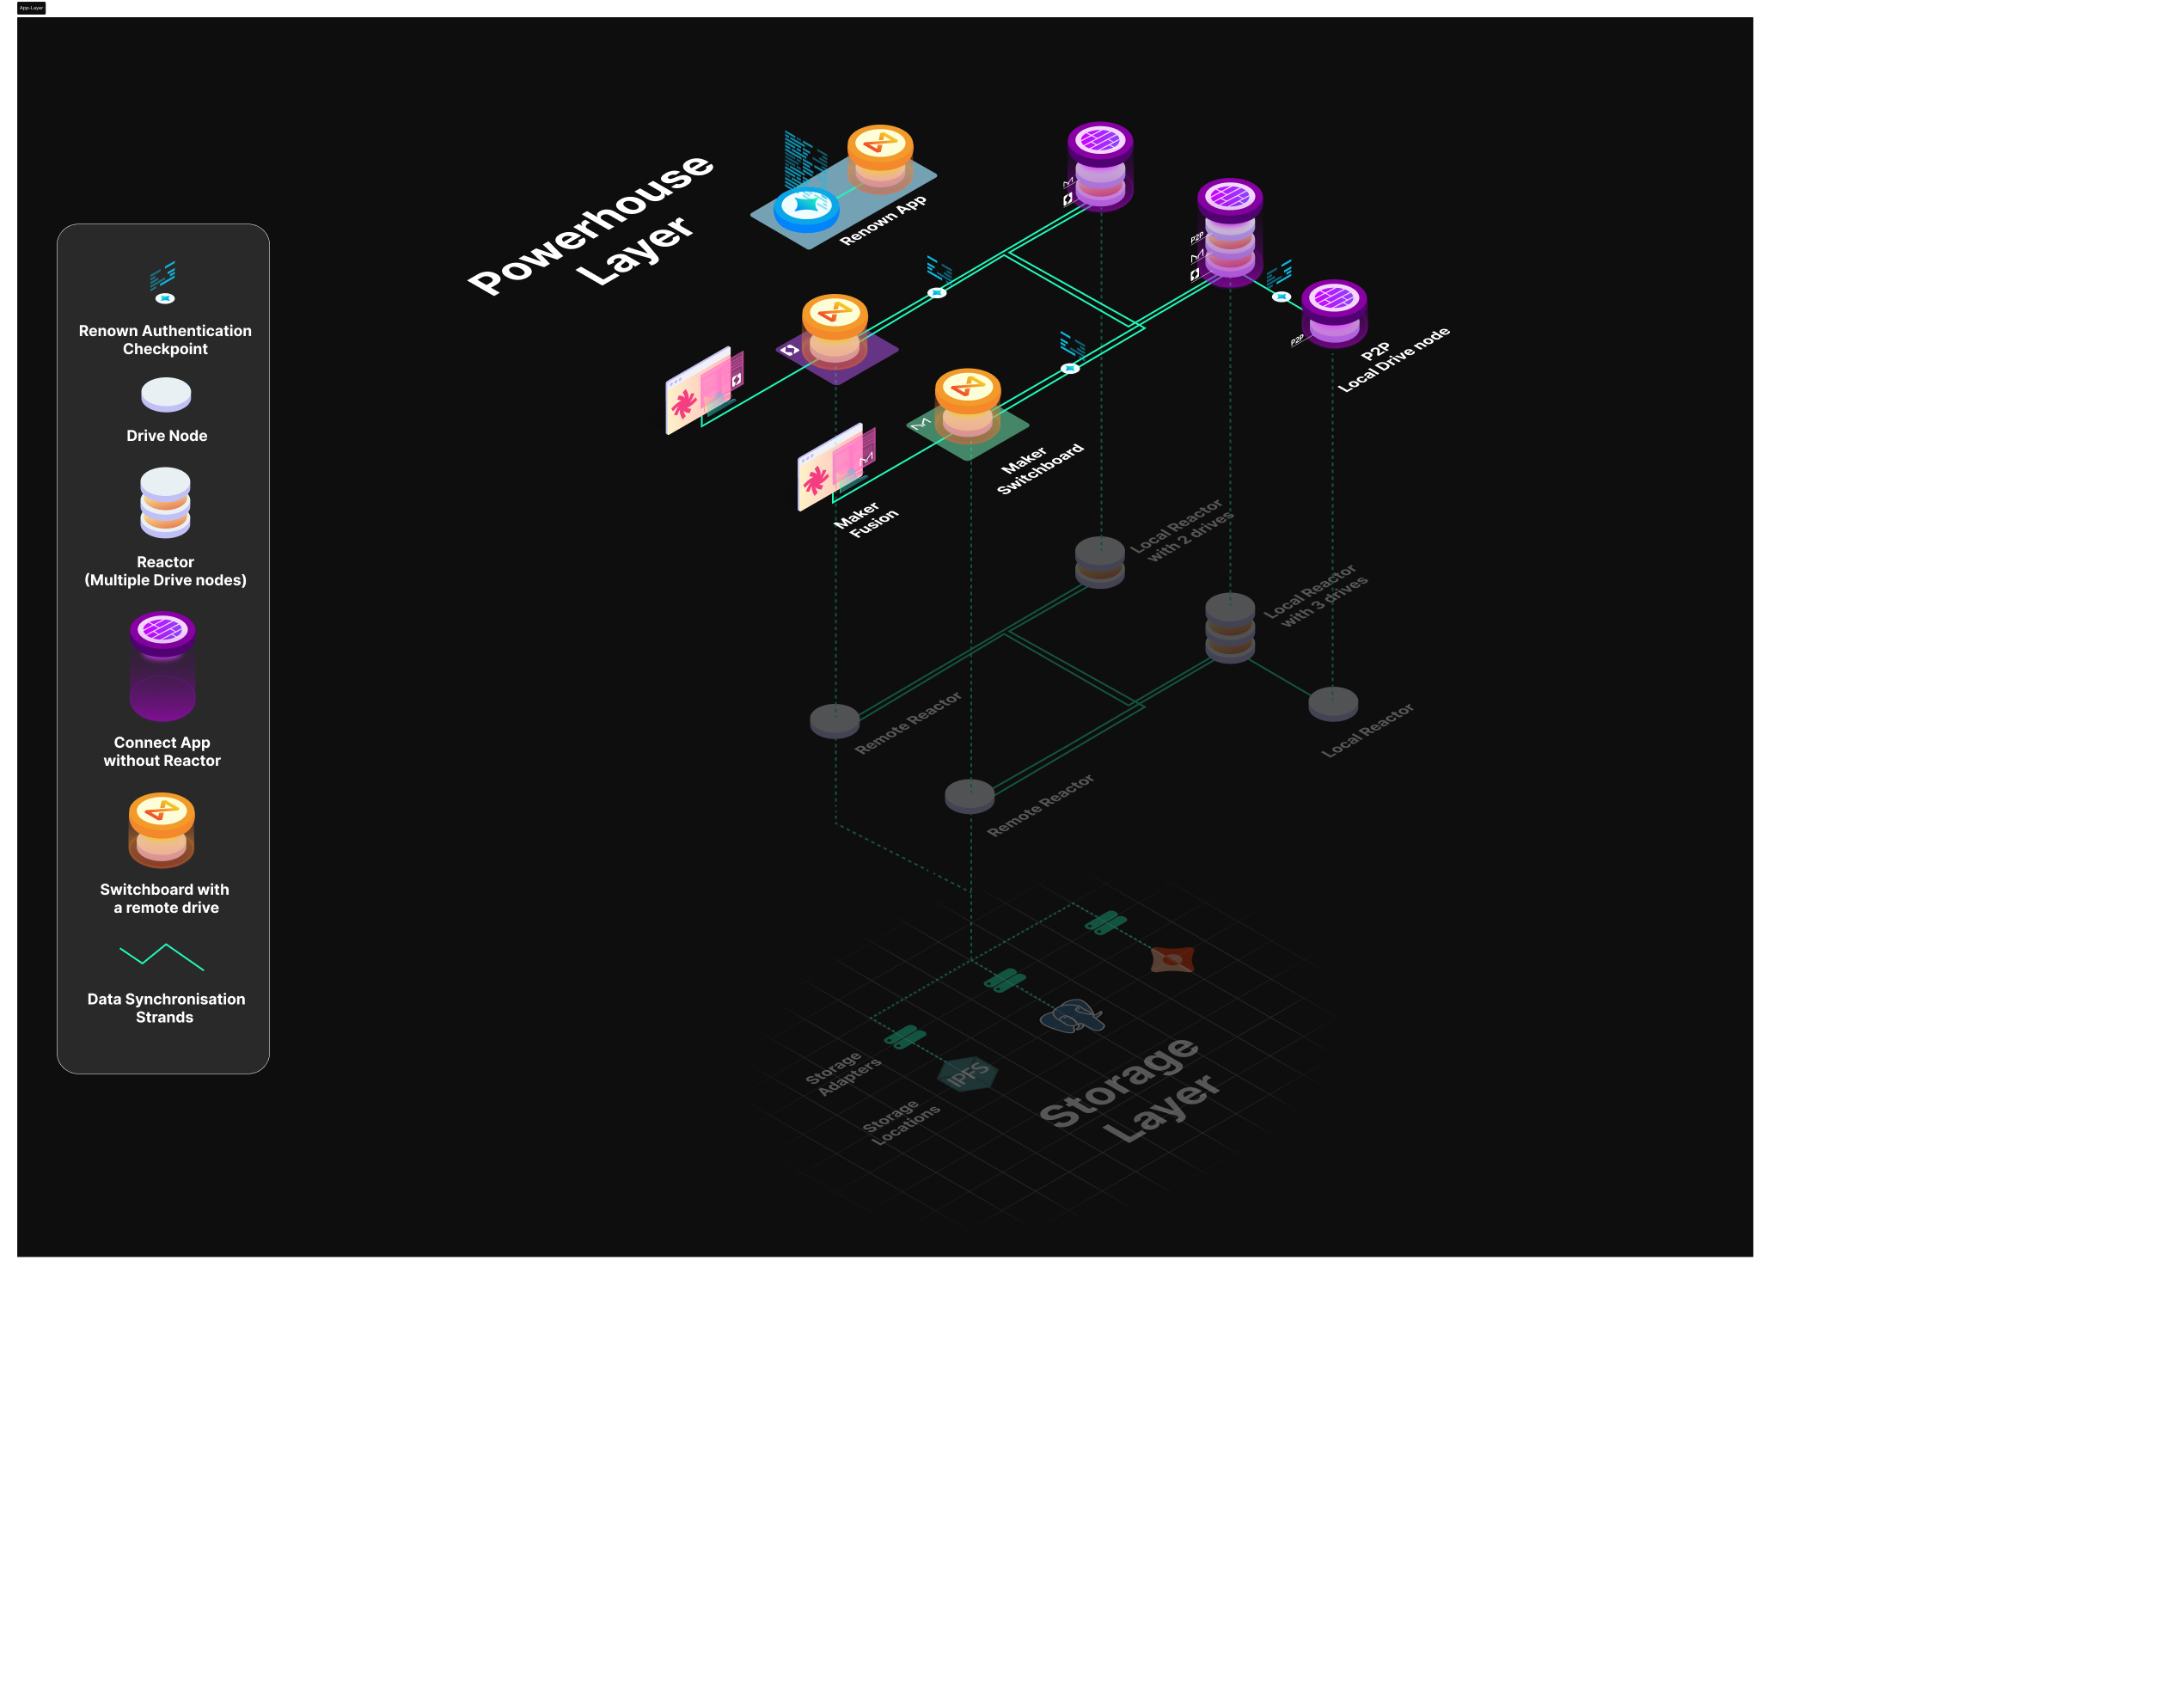 App-Layer
Powerhouse
Layer
Renown App
P2P
P2P
P2P
Local Drive node
Maker
Switchboard
Maker
Fusion
Local Reactor
with 2 drives
Local Reactor
with 3 drives
Remote Reactor
Local Reactor
Remote Reactor
Storage
Adapters
IPFS
Storage
Locations
Storage
Layer
Renown Authentication
Checkpoint
Drive Node
Reactor
(Multiple Drive nodes)
Connect App
without Reactor
Switchboard with
a remote drive
Data Synchronisation
Strands